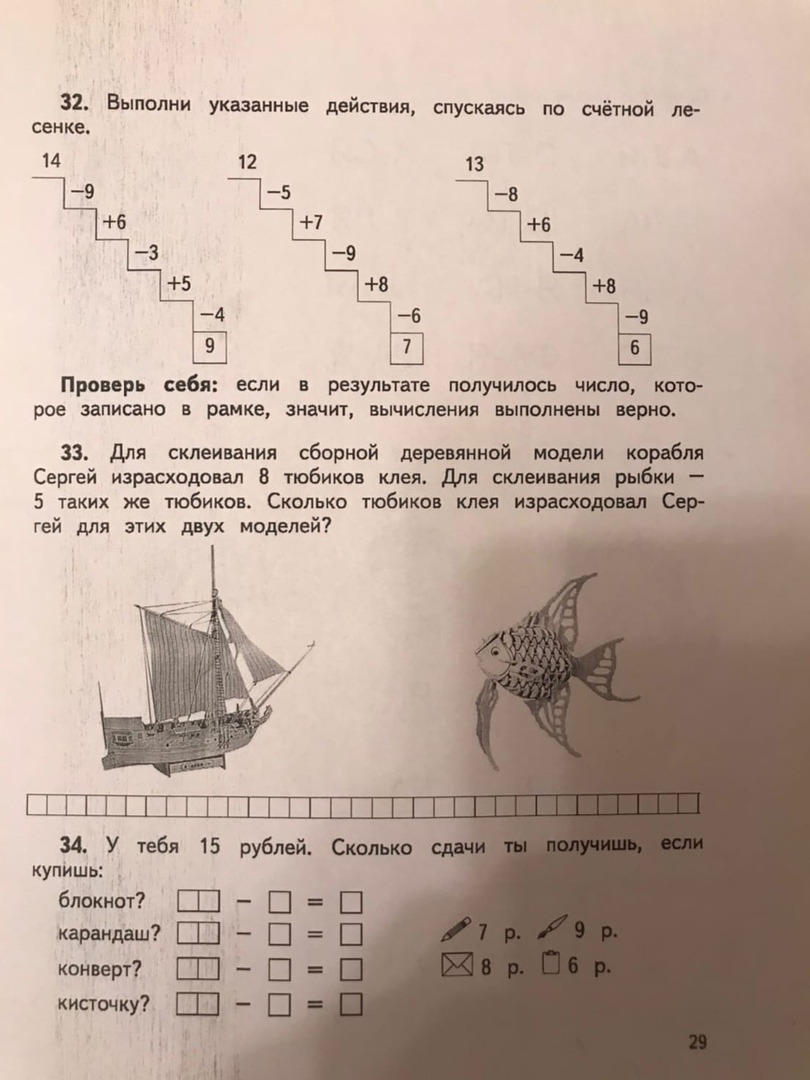 32. Выполни указанные действия, спускаясь по счётной ле-
сенке.
14 12 13
−9 −5 −8
+6 +7 +6
−3 −9 −4
+5 +8 +8
−4 −6 −9
9 7 6
Проверь себя: если в результате получилось число, кото-
рое записано в рамке, значит, вычисления выполнены верно.
33. Для склеивания сборной деревянной модели корабля
Сергей израсходовал 8 тюбиков клея. Для склеивания рыбки —
5 таких же тюбиков. Сколько тюбиков клея израсходовал Сер-
гей для этих двух моделей?
34. У тебя 15 рублей. Сколько сдачи ты получишь, если
купишь:
блокнот? − =
карандаш? − = 7 р. 9 р.
конверт? − = 8 р. 6 р.
кисточку? − =
29